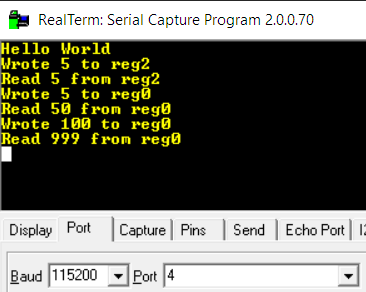 RealTerm: Serial Capture Program 2.0.0.70
Hello World
Wrote 5 to reg2
Read 5 from reg2
Wrote 5 to reg0
Read 50 from reg0
Wrote 100 to reg0
Read 999 from reg0
Display Port Capture Pins Send Echo Port
Baud 115200 Port 4